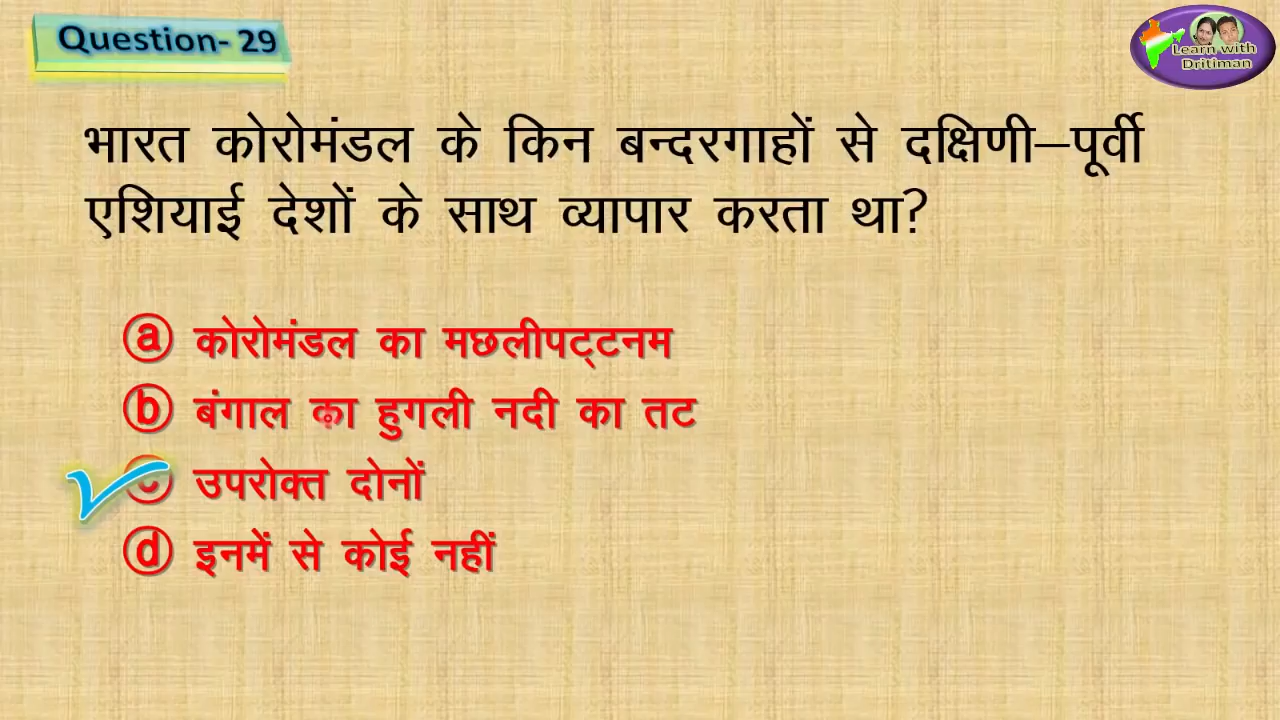 Question- 29
Learn with
Dritiman
भारत कोरोमंडल के किन बन्दरगाहों से दक्षिणी–पूर्वी
एशियाई देशों के साथ व्यापार करता था?
ⓐ कोरोमंडल का मछलीपट्टनम
ⓑ बंगाल का हुगली नदी का तट
ⓒ उपरोक्त दोनों
ⓓ इनमें से कोई नहीं